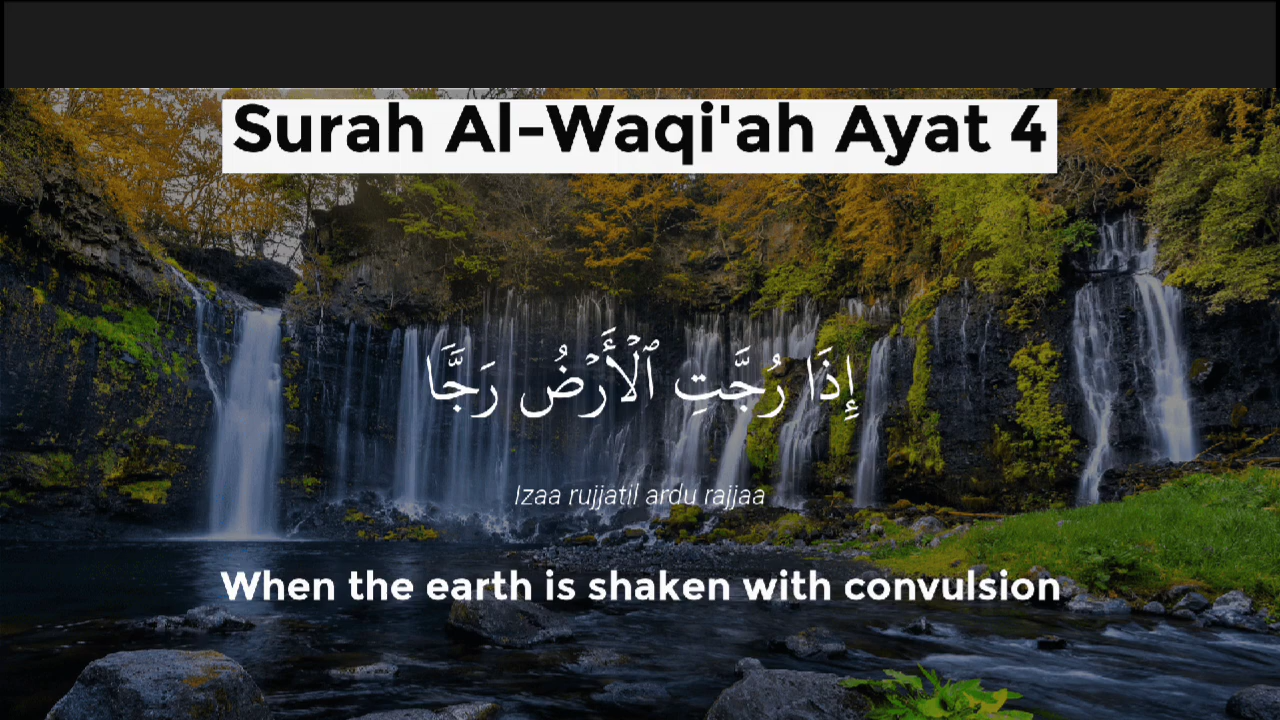 Surah Al-Waqi'ah Ayat 4
إِذَا رُجَّتِ ٱلْأَرْضُ رَجًّۭا
Izaa rujjatil ardu rajjaa
When the earth is shaken with convulsion